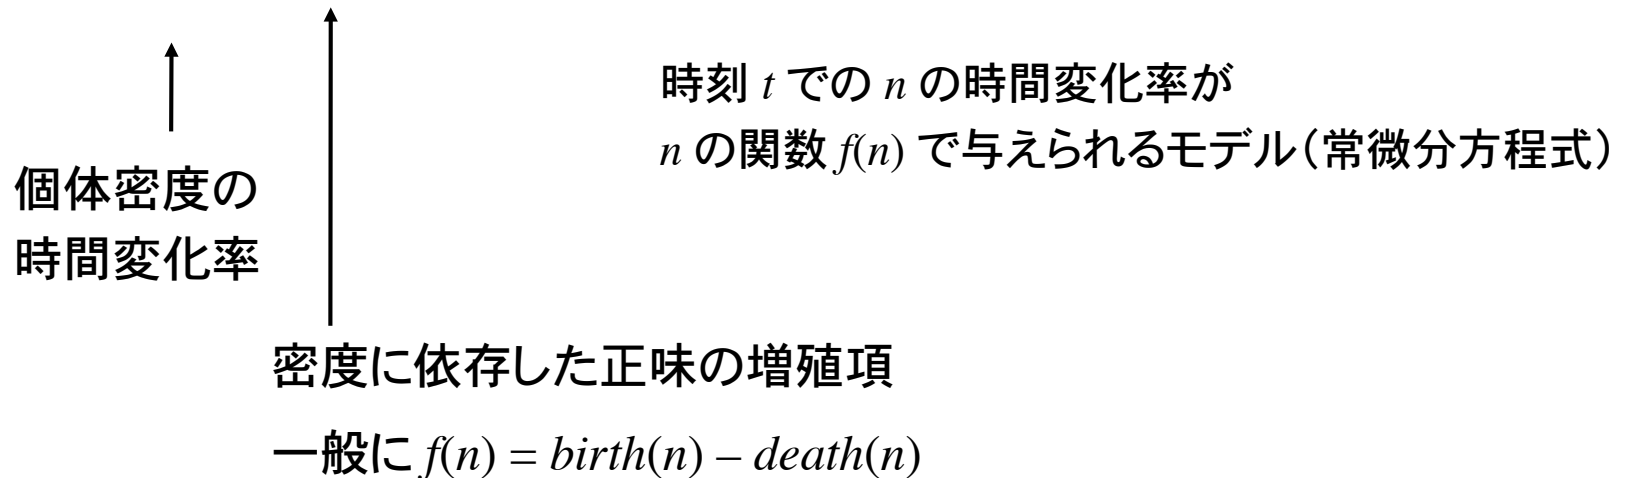 時刻 t での n の時間変化率が
n の関数 f(n) で与えられるモデル(常微分方程式)
個体密度の
時間変化率
密度に依存した正味の増殖項
一般に f(n) = birth(n) – death(n)